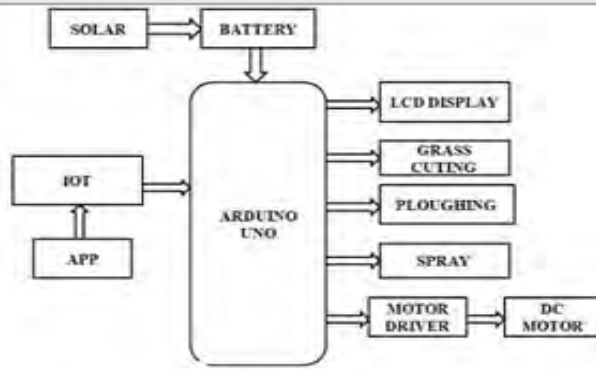 SOLAR
BATTERY
LCD DISPLAY
GRASS
CUTING
IOT
ARDUINO
UNO
PLOUGHING
APP
SPRAY
MOTOR
DRIVER
DC
MOTOR